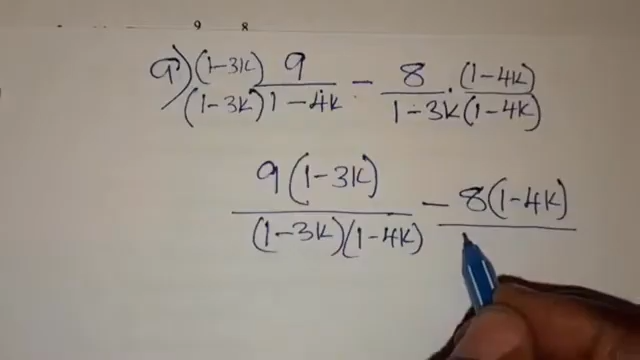 9 8
a) (1-3k) 9 - 8 . (1-4k)
(1-3k) 1-4k 1-3k (1-4k)
9(1-3k) - 8(1-4k)
(1-3k)(1-4k)